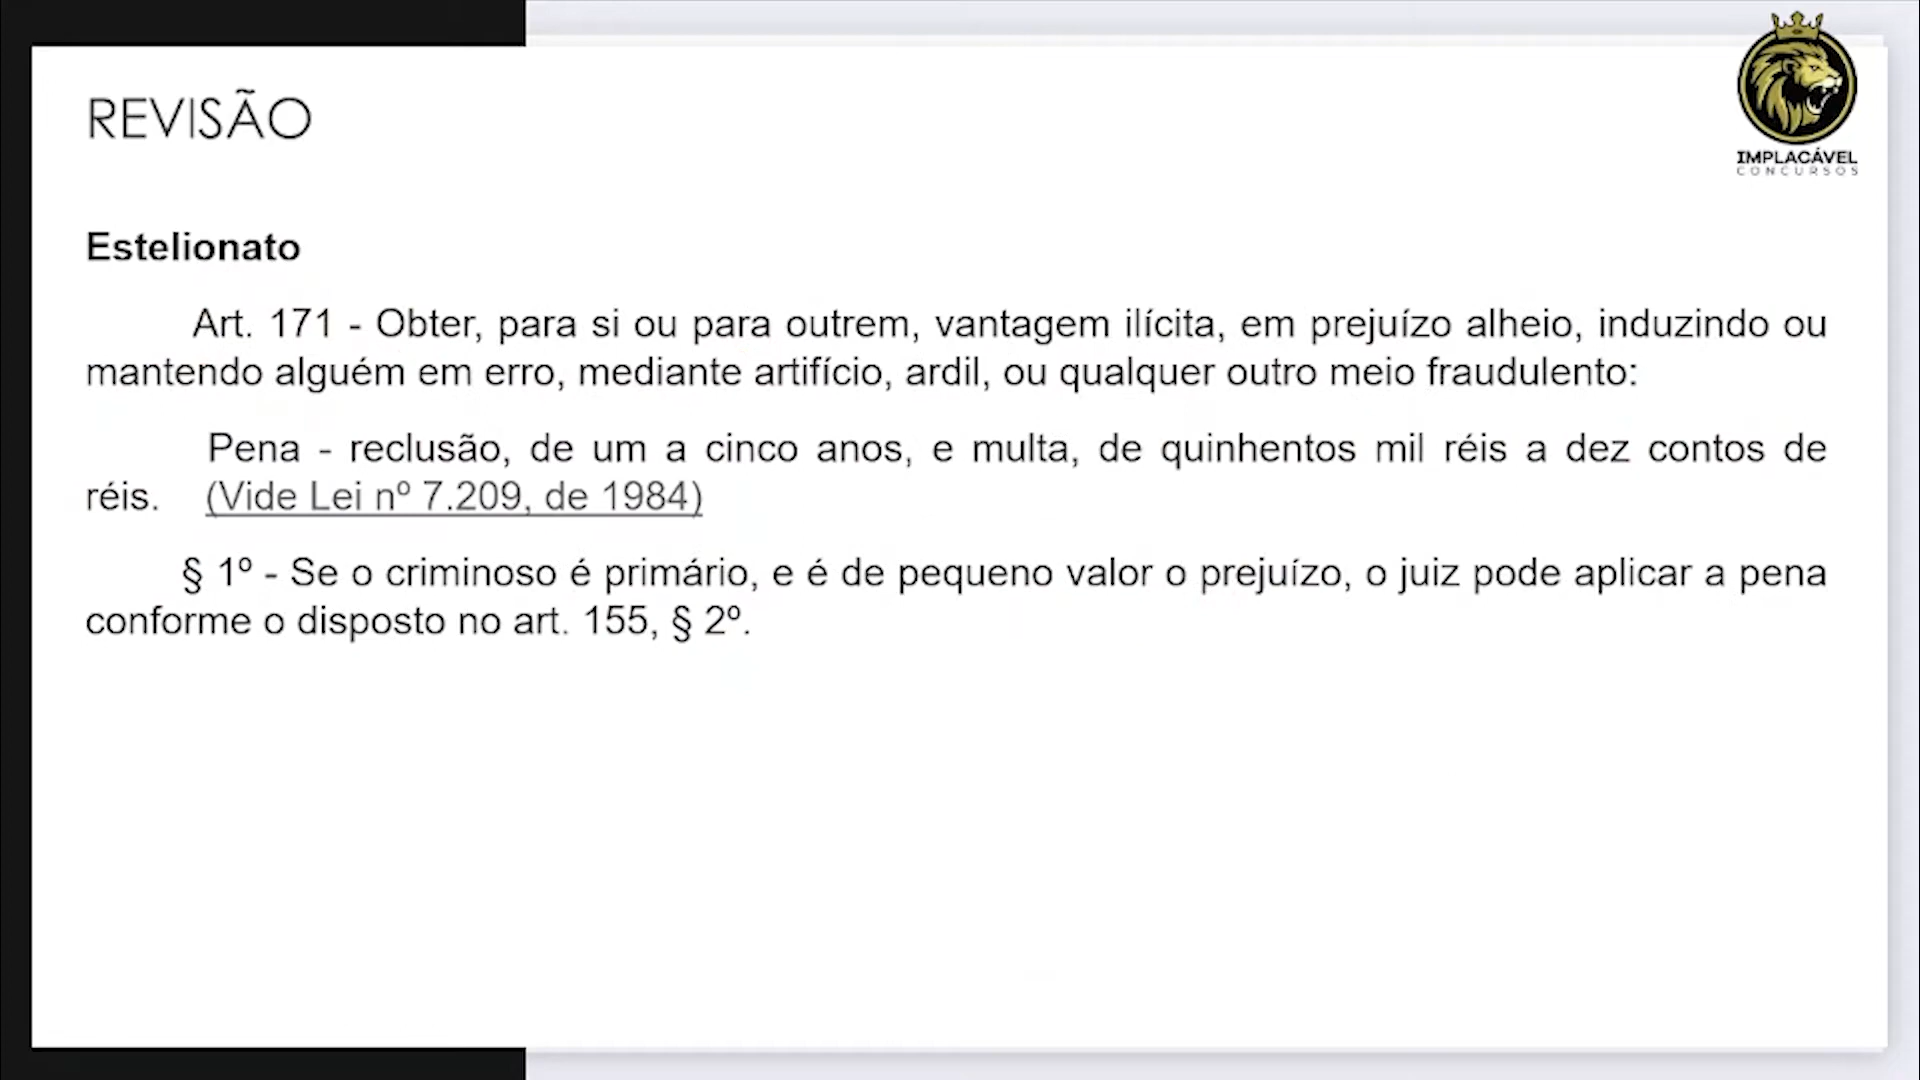 REVISÃO
IMPLACÁVEL
CONCURSOS
Estelionato
Art. 171 - Obter, para si ou para outrem, vantagem ilícita, em prejuízo alheio, induzindo ou
mantendo alguém em erro, mediante artifício, ardil, ou qualquer outro meio fraudulento:
Pena - reclusão, de um a cinco anos, e multa, de quinhentos mil réis a dez contos de
réis. (Vide Lei nº 7.209, de 1984)
§ 1º - Se o criminoso é primário, e é de pequeno valor o prejuízo, o juiz pode aplicar a pena
conforme o disposto no art. 155, § 2º.